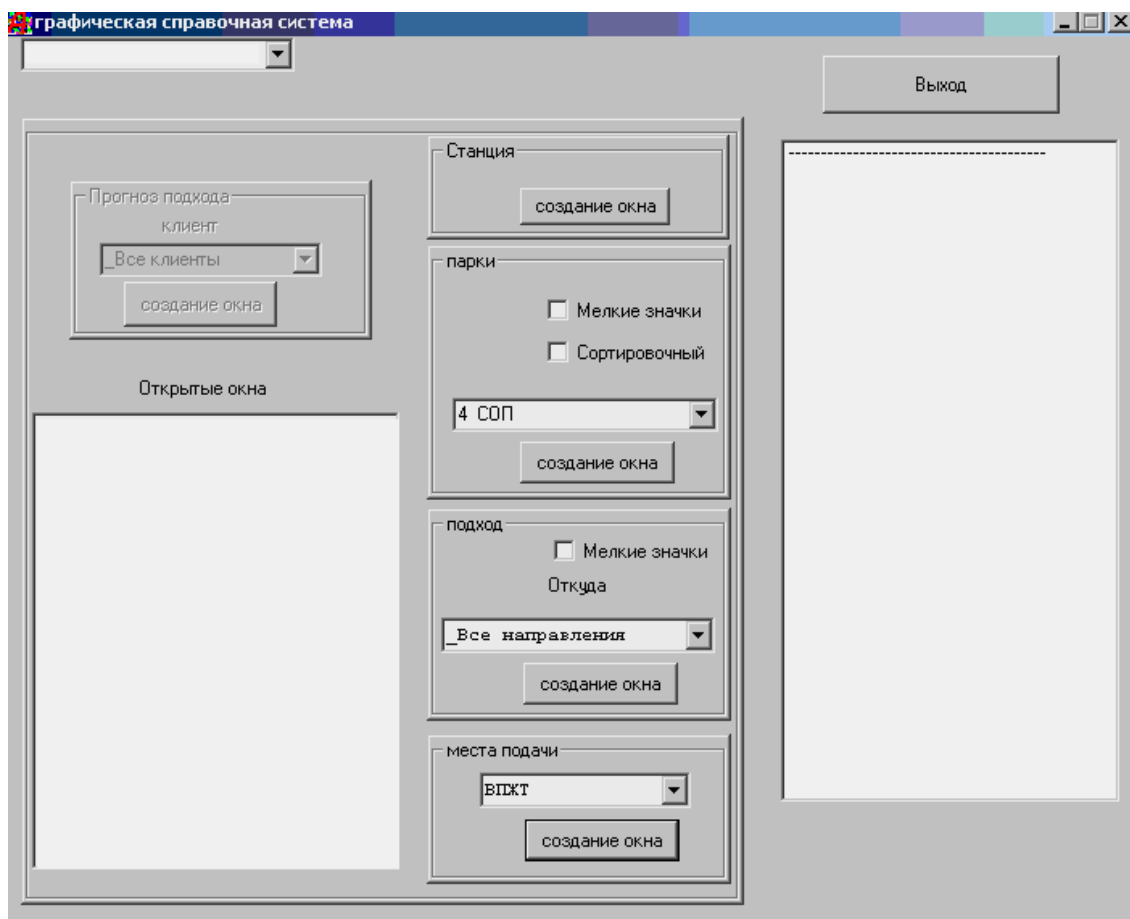 графическая справочная система
Выход
---------------------------------------
Прогноз подхода
клиент
_Все клиенты
создание окна
Открытые окна
Станция
создание окна
парки
Мелкие значки
Сортировочный
4 СОП
создание окна
подход
Мелкие значки
Откуда
_Все направления
создание окна
места подачи
ВПЖТ
создание окна